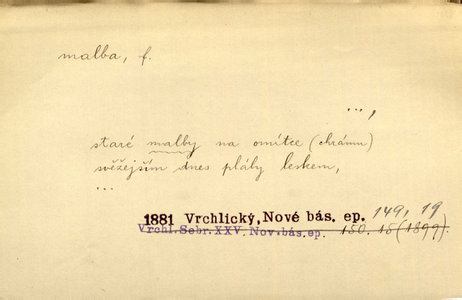 malba, f.
...,
staré malby na omítce (chrámu)
svěžejším dnes plály leskem,
...
1881 Vrchlický, Nové bás. ep. 149, 19
Vrchl. Sebr. XXV. Nov. bás. ep. 150. 15 (1899)